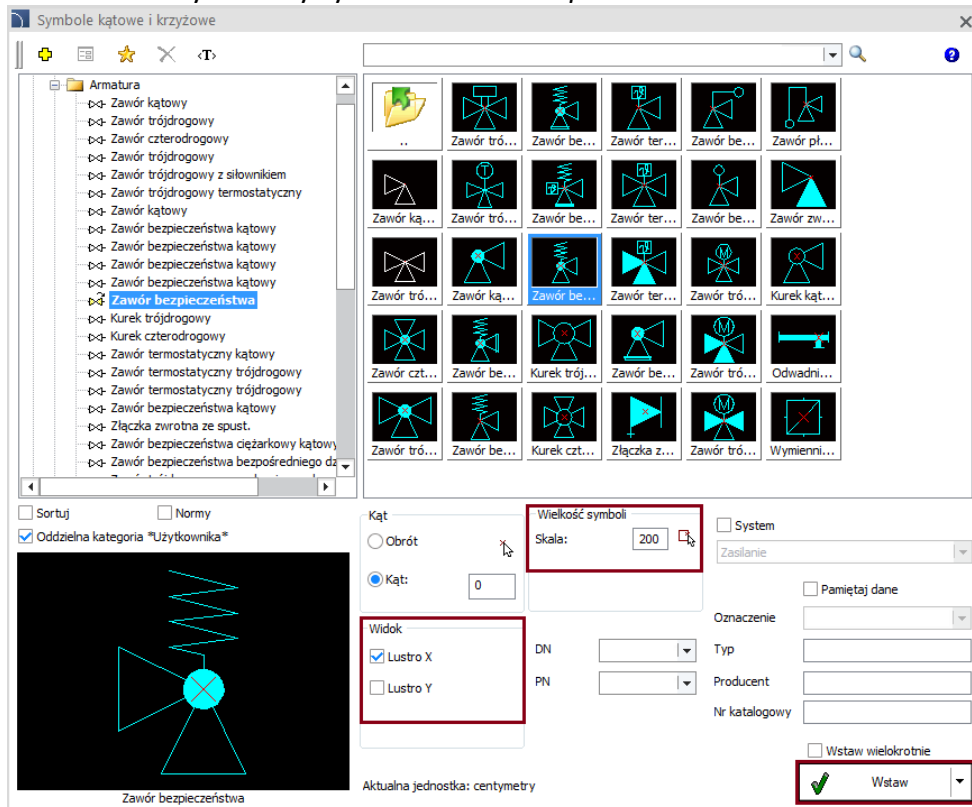 Symbole kątowe i krzyżowe
‹T›
Armatura
Zawór kątowy
Zawór trójdrogowy
Zawór czterodrogowy
Zawór trójdrogowy
Zawór trójdrogowy z siłownikiem
Zawór trójdrogowy termostatyczny
Zawór kątowy
Zawór bezpieczeństwa kątowy
Zawór bezpieczeństwa kątowy
Zawór bezpieczeństwa kątowy
Zawór bezpieczeństwa kątowy
Zawór bezpieczeństwa
Kurek trójdrogowy
Kurek czterodrogowy
Zawór termostatyczny kątowy
Zawór termostatyczny trójdrogowy
Zawór termostatyczny trójdrogowy
Zawór bezpieczeństwa kątowy
Złączka zwrotna ze spust.
Zawór bezpieczeństwa ciężarkowy kątowy
Zawór bezpieczeństwa bezpośredniego dz
.. Zawór tró... Zawór be... Zawór ter... Zawór be... Zawór pł...
Zawór ką... Zawór tró... Zawór be... Zawór ter... Zawór be... Zawór zw...
Zawór tró... Zawór ką... Zawór be... Zawór ter... Zawór tró... Kurek kąt...
Zawór czt... Zawór be... Kurek trój... Zawór be... Zawór tró... Odwadni...
Zawór tró... Zawór be... Kurek czt... Złączka z... Zawór tró... Wymienni...
Sortuj Normy
Oddzielna kategoria *Użytkownika*
Zawór bezpieczeństwa
Kąt
Obrót
Kąt: 0
Wielkość symboli
Skala: 200
Widok
Lustro X
Lustro Y
DN
PN
System
Zasilanie
Pamiętaj dane
Oznaczenie
Typ
Producent
Nr katalogowy
Wstaw wielokrotnie
Wstaw
Aktualna jednostka: centymetry